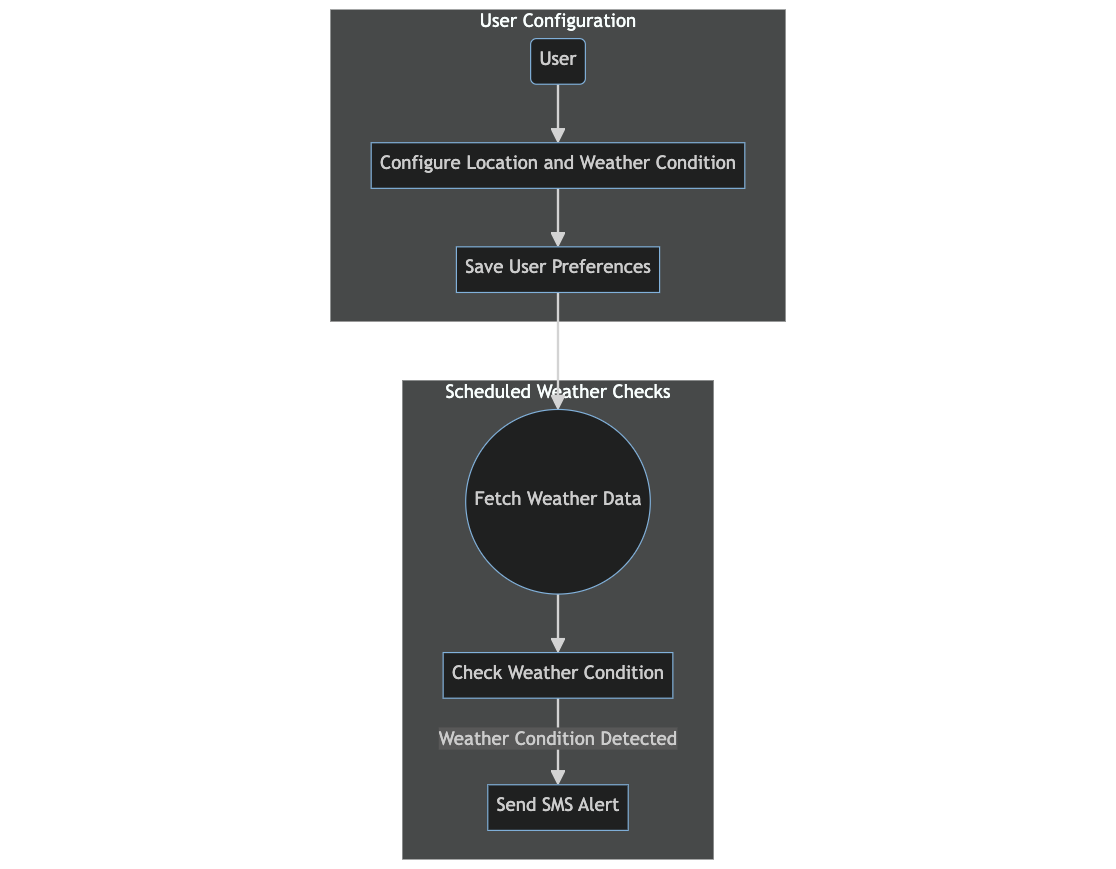 User Configuration
User
Configure Location and Weather Condition
Save User Preferences
Scheduled Weather Checks
Fetch Weather Data
Check Weather Condition
Weather Condition Detected
Send SMS Alert